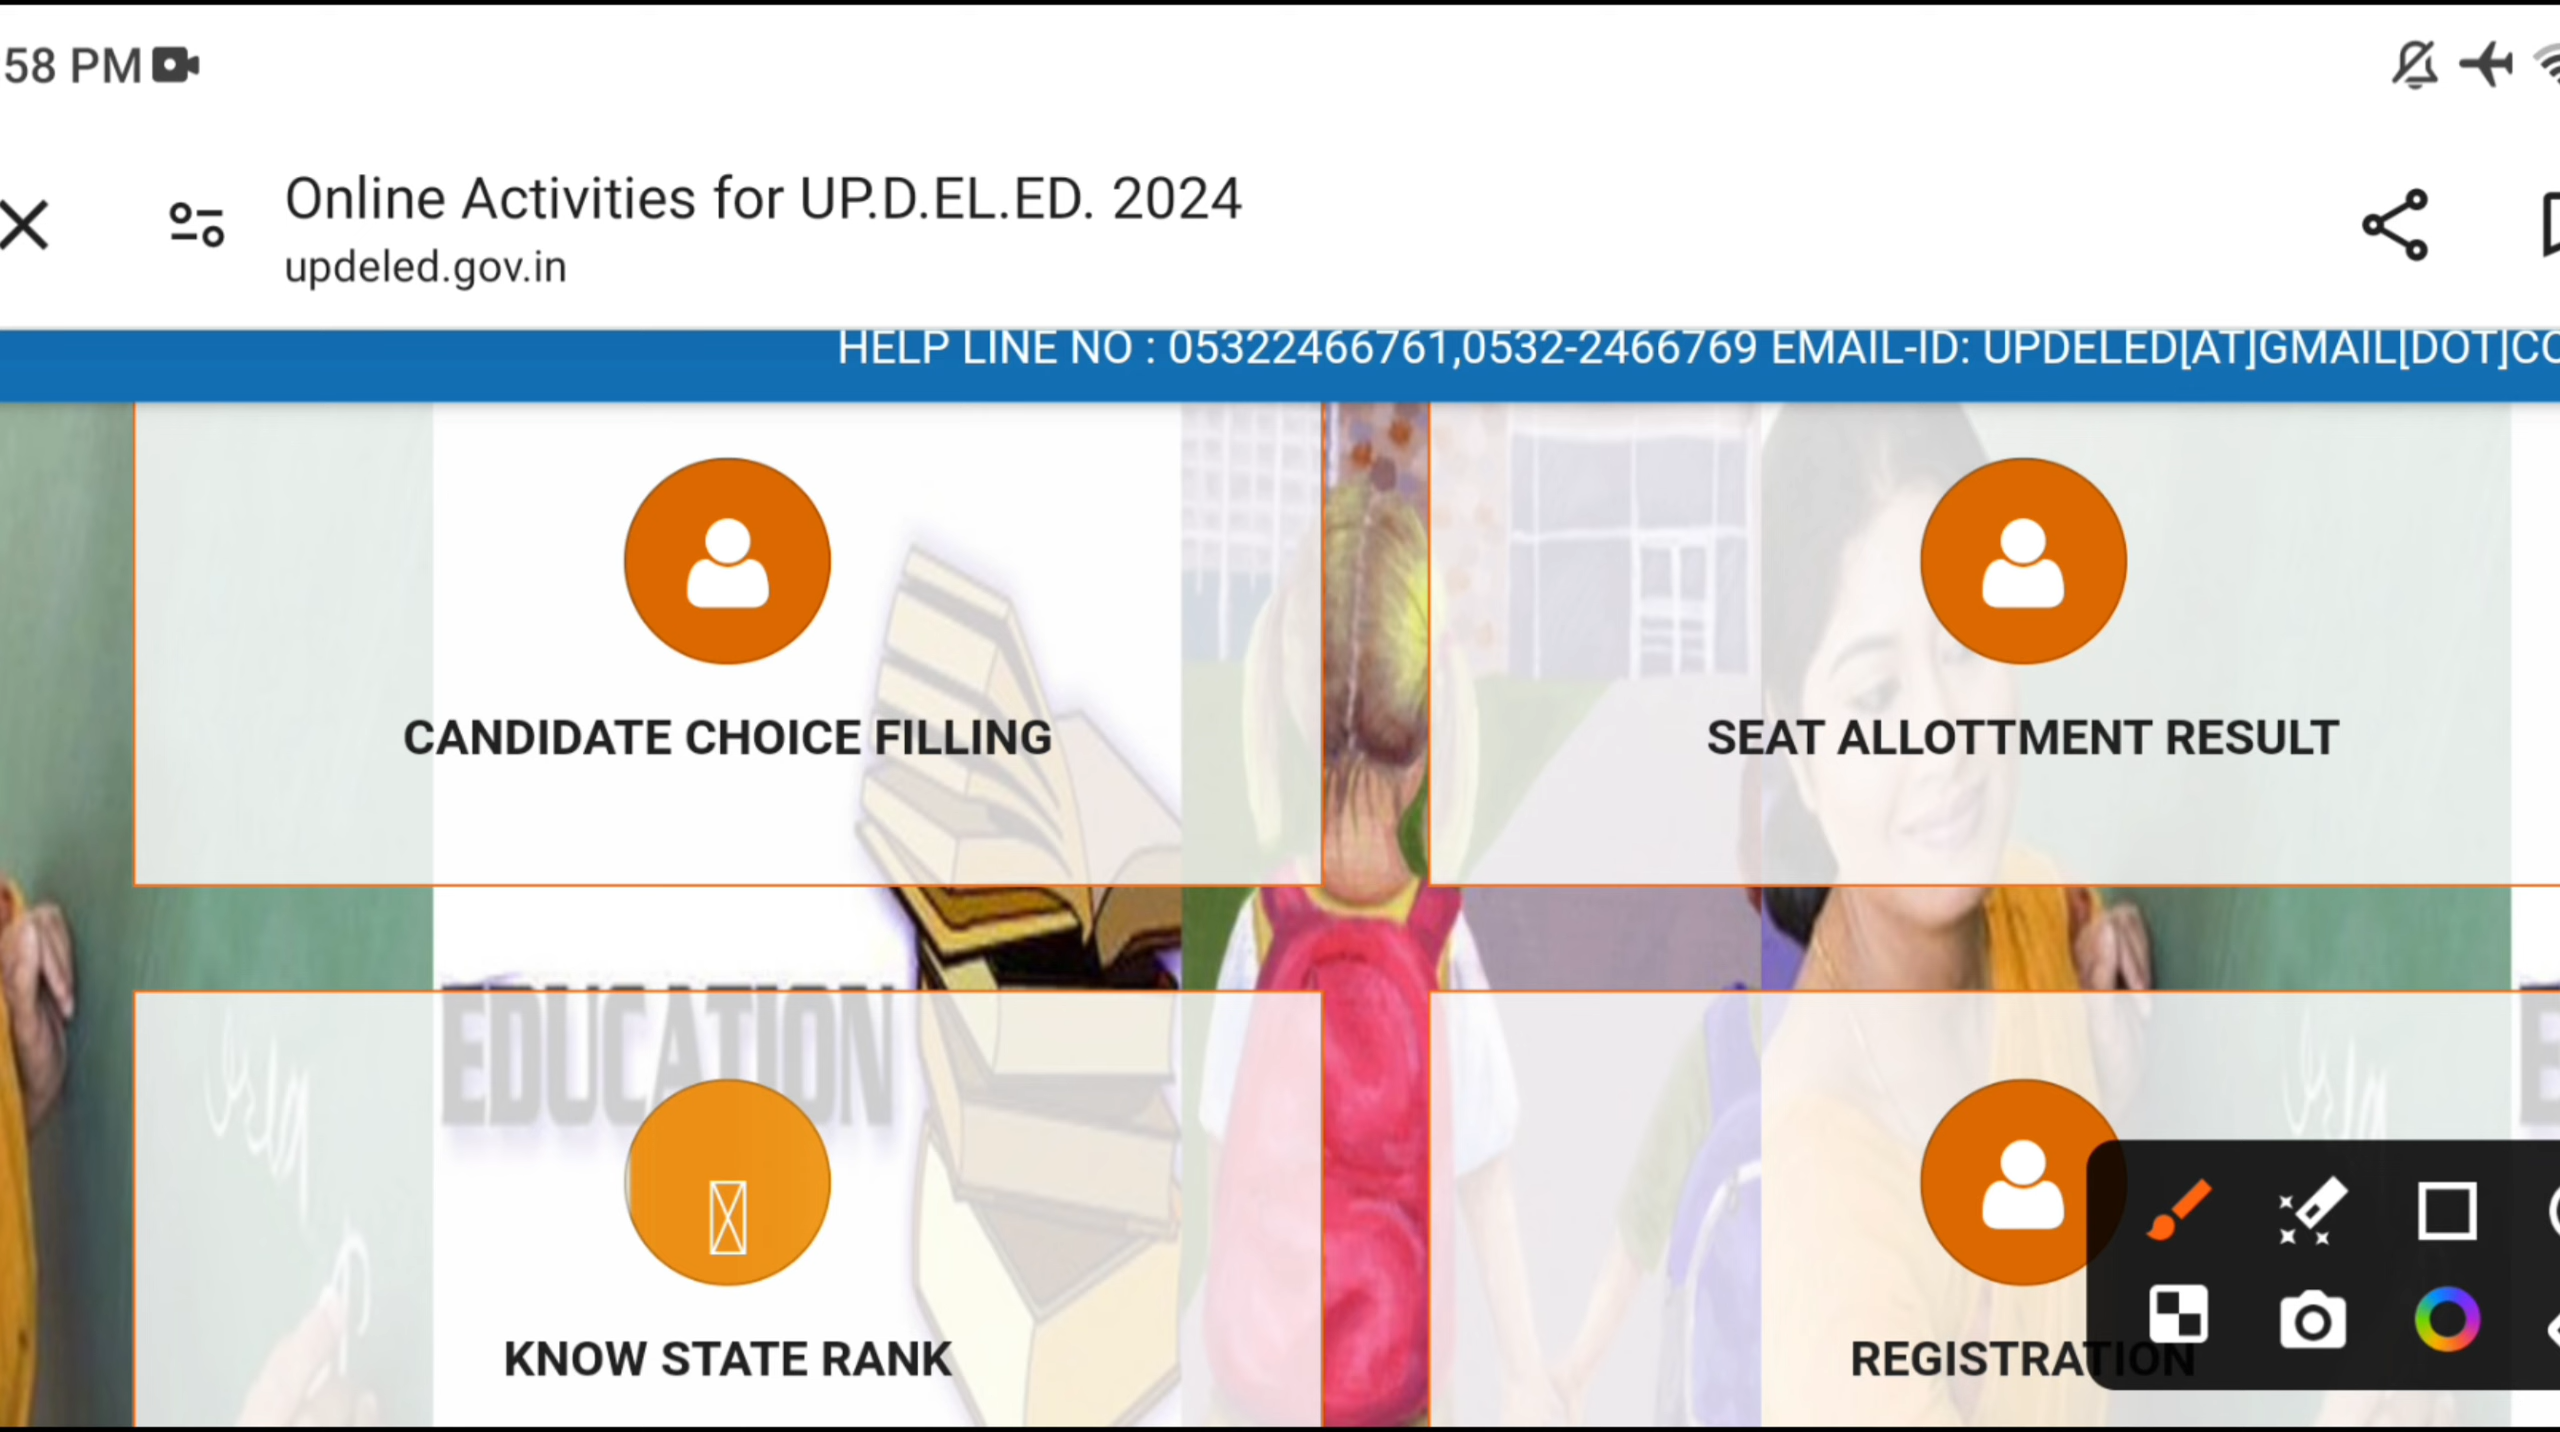 58 PM
Online Activities for UP.D.EL.ED. 2024
updeled.gov.in
HELP LINE NO : 05322466761,0532-2466769 EMAIL-ID: UPDELED[AT]GMAIL[DOT]CO
CANDIDATE CHOICE FILLING
SEAT ALLOTTMENT RESULT
EDUCATION
KNOW STATE RANK
REGISTRATION